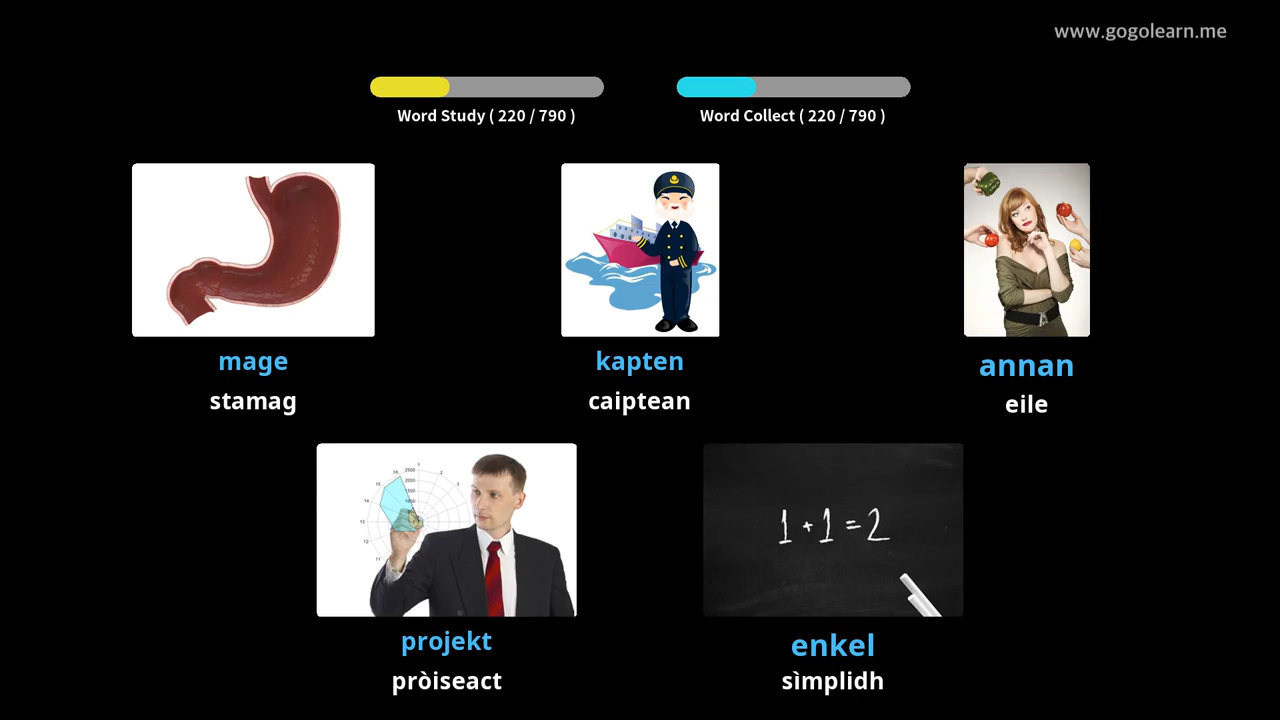 www.gogolearn.me
Word Study ( 220 / 790 )
Word Collect ( 220 / 790 )
mage
stamag
kapten
caiptean
annan
eile
projekt
pròiseact
1 + 1 = 2
enkel
sìmplidh